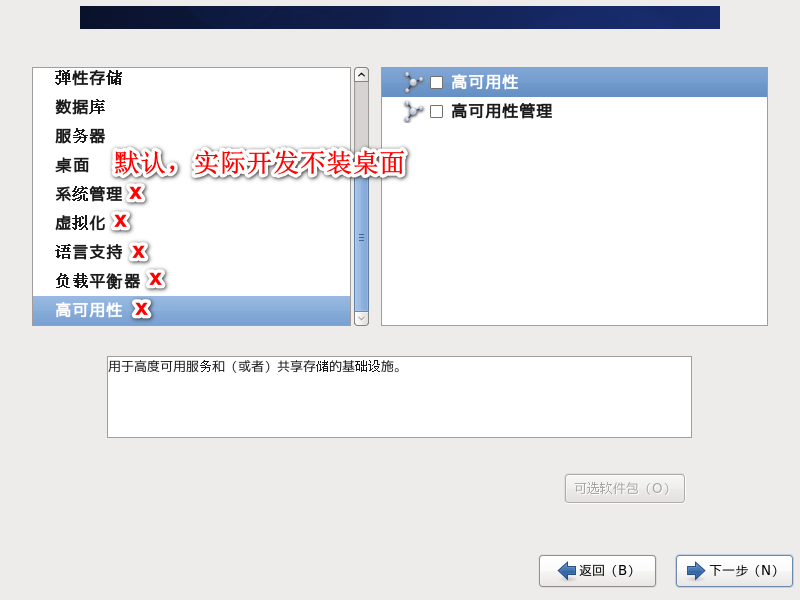 弹性存储
数据库
服务器
桌面 默认，实际开发不装桌面
系统管理 X
虚拟化 X
语言支持 X
负载平衡器 X
高可用性 X
高可用性
高可用性管理
用于高度可用服务和（或者）共享存储的基础设施。
可选软件包（O）
返回（B）
下一步（N）